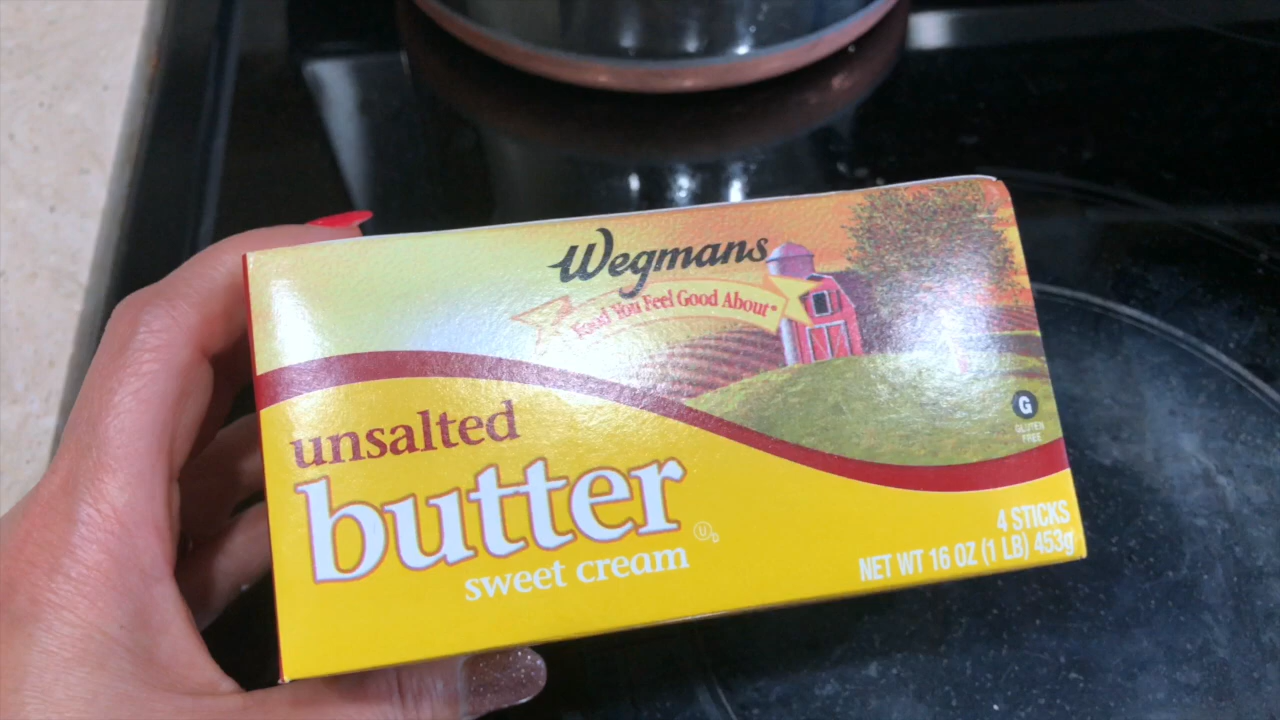 Wegmans
Food You Feel Good About
G
GLUTEN
FREE
unsalted
butter
U D
sweet cream
4 STICKS
NET WT 16 OZ (1 LB) 453g